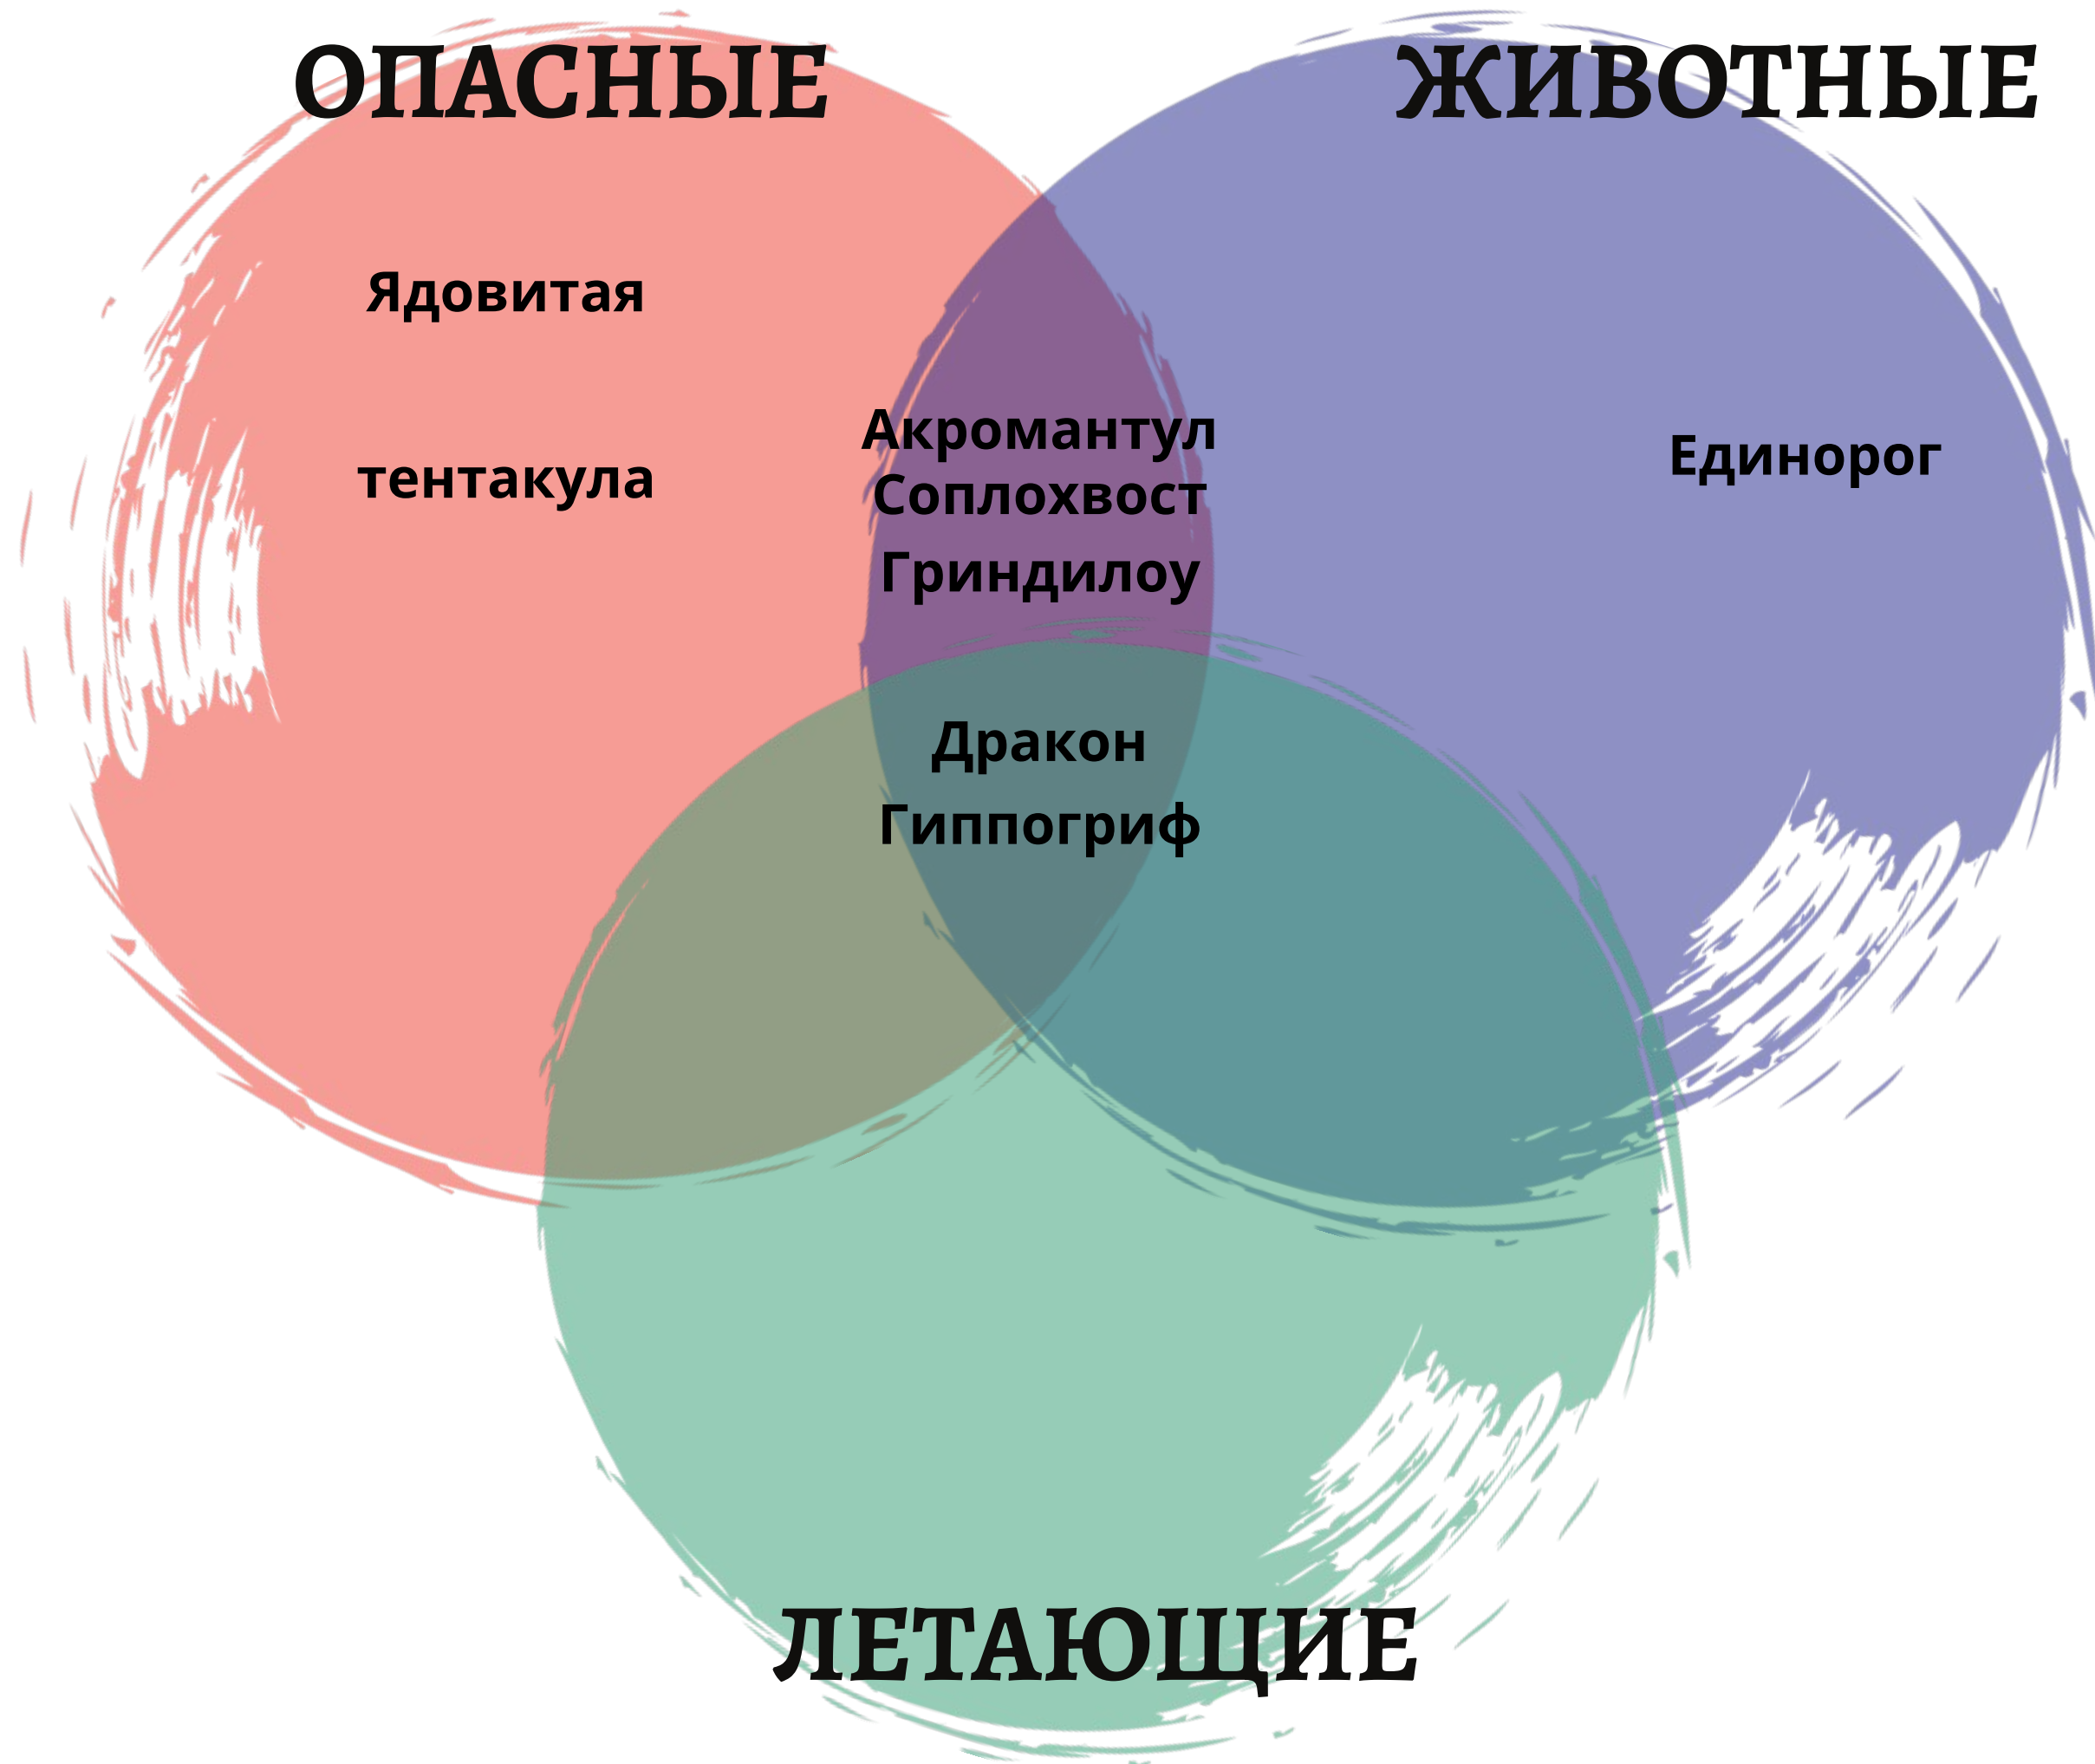 ОПАСНЫЕ
ЖИВОТНЫЕ
Ядовитая
тентакула
Акромантул
Соплохвост
Гриндилоу
Единорог
Дракон
Гиппогриф
ЛЕТАЮЩИЕ